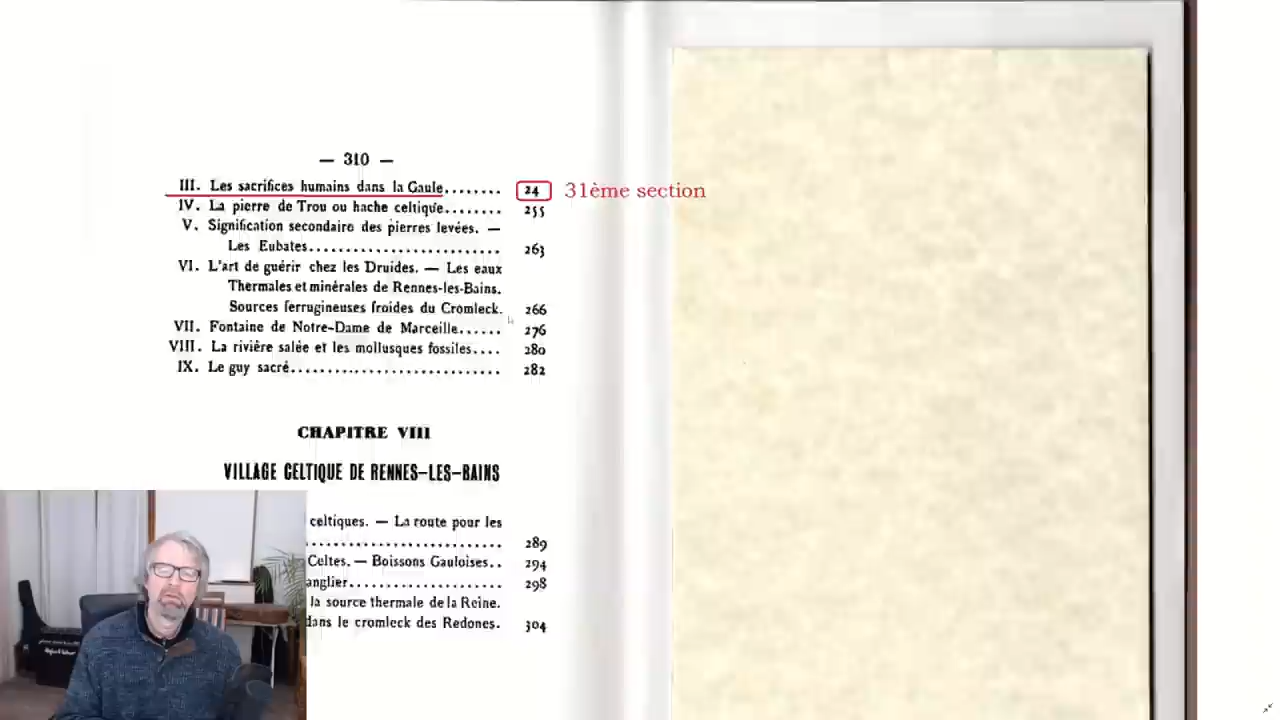 — 310 —
III. Les sacrifices humains dans la Gaule........ 24 31ème section
IV. La pierre de Trou ou hache celtique........ 255
V. Signification secondaire des pierres levées. —
Les Eubates........................ 263
VI. L'art de guérir chez les Druides. — Les eaux
Thermales et minérales de Rennes-les-Bains.
Sources ferrugineuses froides du Cromleck. 266
VII. Fontaine de Notre-Dame de Marceille...... 276
VIII. La rivière salée et les mollusques fossiles.... 280
IX. Le guy sacré.............................. 282
CHAPITRE VIII
VILLAGE CELTIQUE DE RENNES-LES-BAINS
celtiques. — La route pour les
........................... 289
Celtes. — Boissons Gauloises.. 294
anglier..................... 298
la source thermale de la Reine.
dans le cromleck des Redones. 304